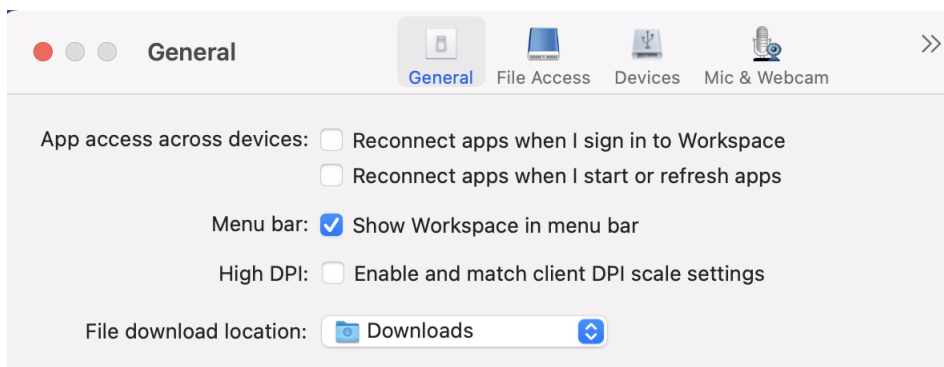 General
General File Access Devices Mic & Webcam
App access across devices: Reconnect apps when I sign in to Workspace
Reconnect apps when I start or refresh apps
Menu bar: Show Workspace in menu bar
High DPI: Enable and match client DPI scale settings
File download location: Downloads